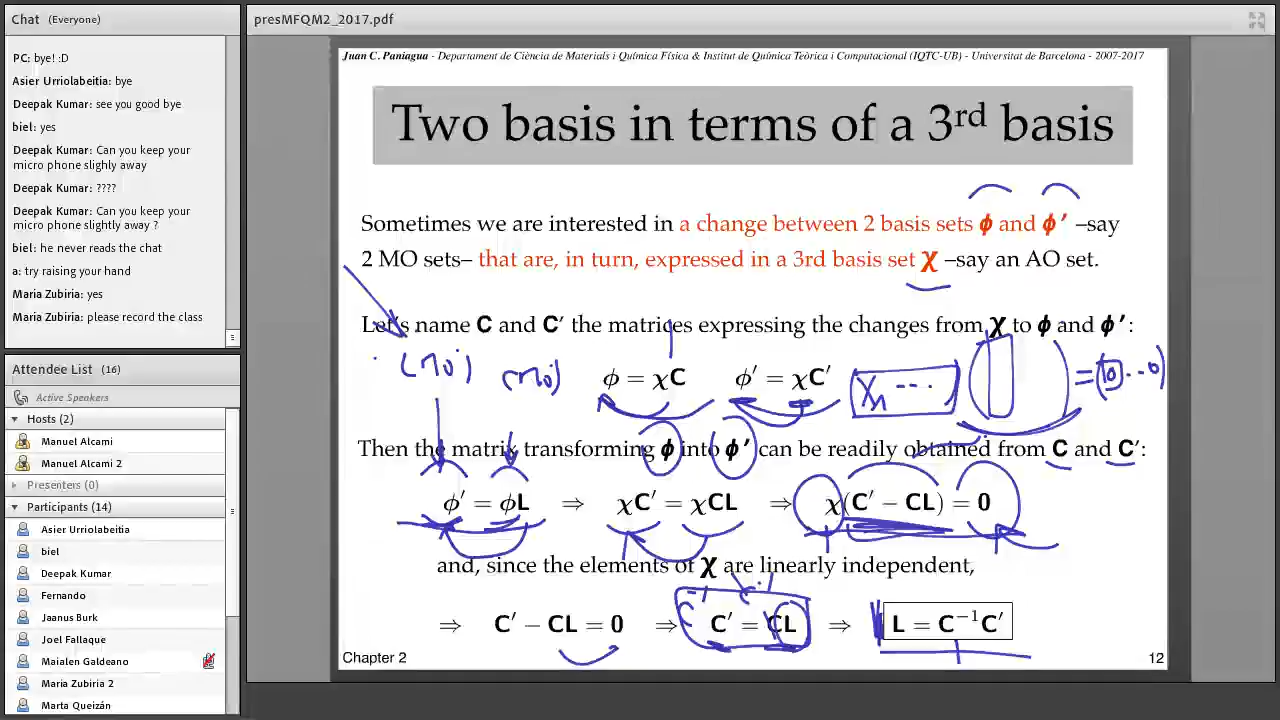 Chat (Everyone)
PC: bye! :D
Asier Urriolabeitia: bye
Deepak Kumar: see you good bye
biel: yes
Deepak Kumar: Can you keep your
micro phone slighly away
Deepak Kumar: ????
Deepak Kumar: Can you keep your
microphone slightly away ?
biel: he never reads the chat
a: try raising your hand
Maria Zubiria: yes
Maria Zubiria: please record the class
Attendee List (16)
Active Speakers
Hosts (2)
Manuel Alcami
Manuel Alcami 2
Presenters (0)
Participants (14)
Asier Urriolabeitia
biel
Deepak Kumar
Fernando
Jaanus Burk
Joel Fallaque
Maialen Galdeano
Maria Zubiria 2
Marta Queizán
presMFQM2_2017.pdf
Juan C. Paniagua - Departament de Ciència de Materials i Química Física & Institut de Química Teòrica i Computacional (IQTC-UB) - Universitat de Barcelona - 2007-2017
Two basis in terms of a 3rd basis
Sometimes we are interested in a change between 2 basis sets ϕ and ϕ′ –say
2 MO sets– that are, in turn, expressed in a 3rd basis set χ –say an AO set.
Let's name C and C′ the matrices expressing the changes from χ to ϕ and ϕ′:
ϕ = χC ϕ′ = χC′
Then the matrix transforming ϕ into ϕ′ can be readily obtained from C and C′:
ϕ′ = ϕL ⇒ χC′ = χCL ⇒ χ(C′ − CL) = 0
and, since the elements of χ are linearly independent,
⇒ C′ − CL = 0 ⇒ C′ = CL ⇒ L = C⁻¹C′
Chapter 2
12